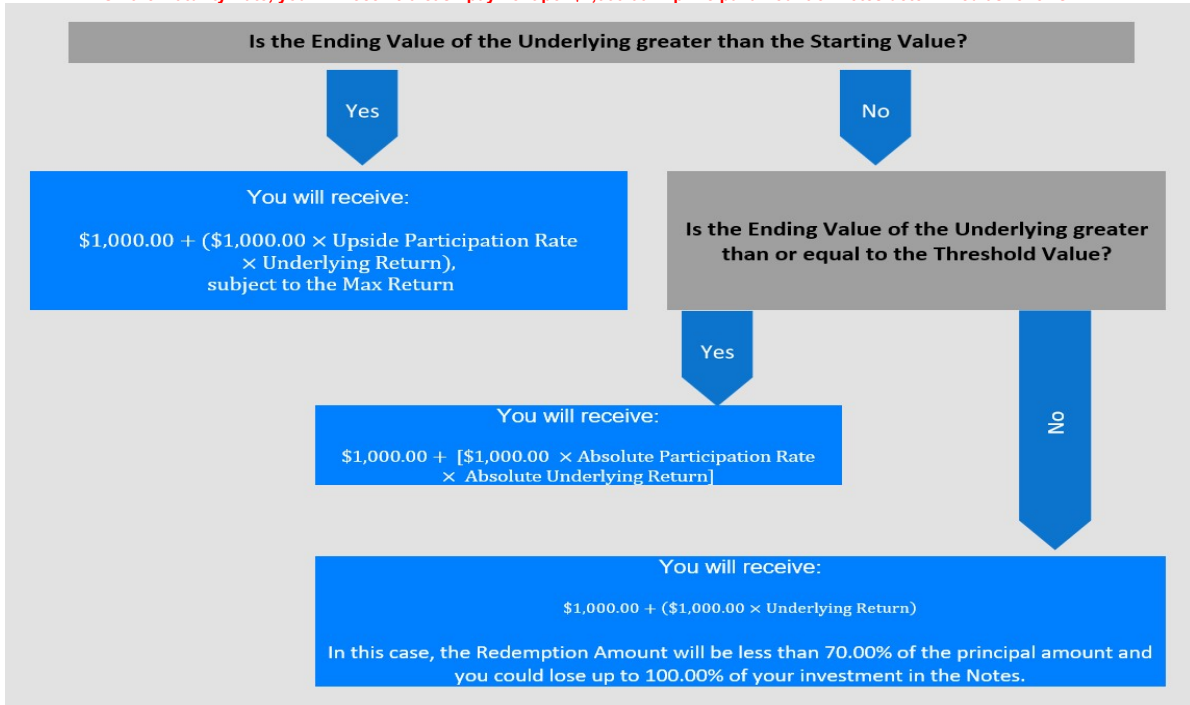 Is the Ending Value of the Underlying greater than the Starting Value?
Yes
No
You will receive:
$1,000.00 + ($1,000.00 × Upside Participation Rate
× Underlying Return),
subject to the Max Return
Is the Ending Value of the Underlying greater
than or equal to the Threshold Value?
Yes
No
You will receive:
$1,000.00 + [$1,000.00 × Absolute Participation Rate
× Absolute Underlying Return]
You will receive:
$1,000.00 + ($1,000.00 × Underlying Return)
In this case, the Redemption Amount will be less than 70.00% of the principal amount and
you could lose up to 100.00% of your investment in the Notes.